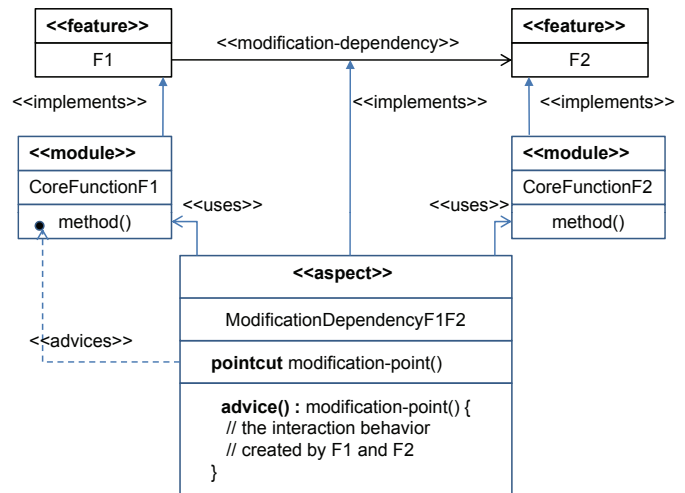 <<feature>>
F1
<<modification-dependency>>
<<feature>>
F2
<<implements>>
<<implements>>
<<implements>>
<<module>>
CoreFunctionF1
method()
<<uses>>
<<uses>>
<<module>>
CoreFunctionF2
method()
<<aspect>>
ModificationDependencyF1F2
<<advices>>
pointcut modification-point()
advice() : modification-point() {
// the interaction behavior
// created by F1 and F2
}